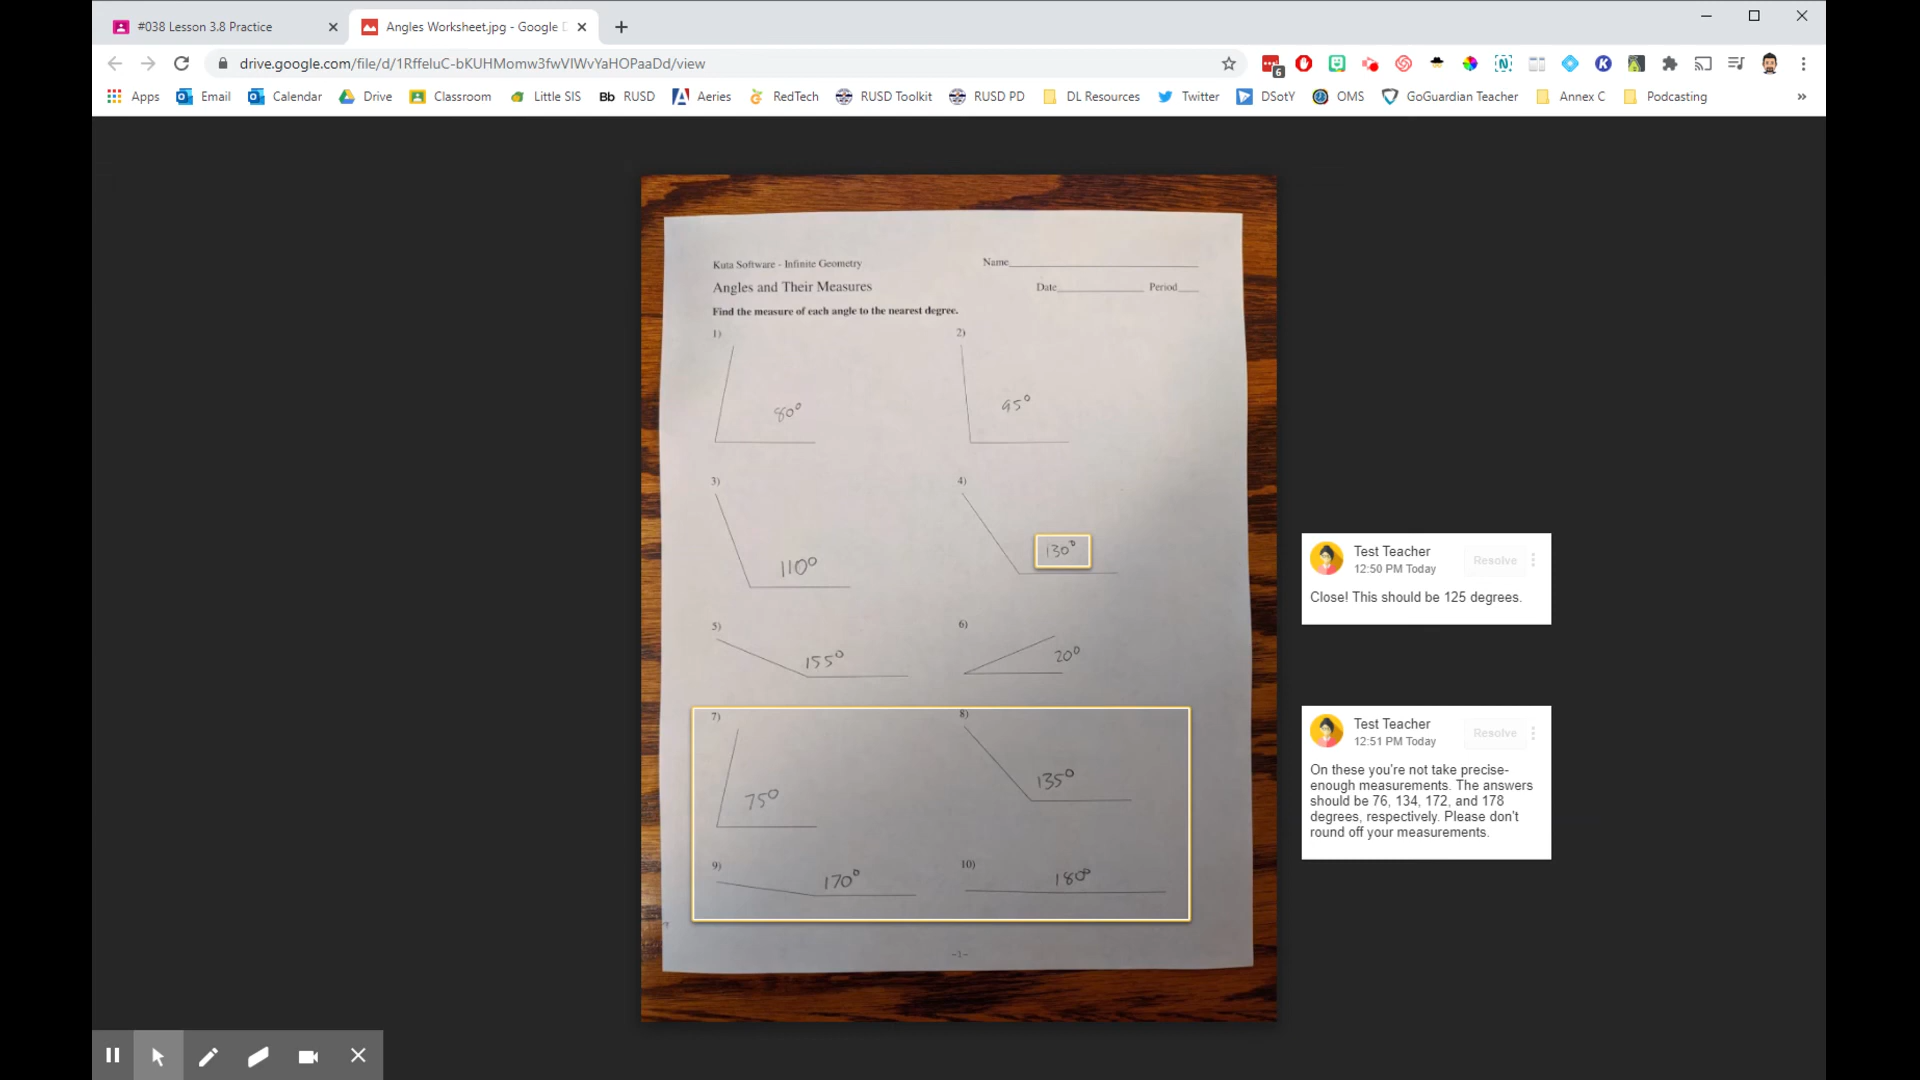 #038 Lesson 3.8 Practice
Angles Worksheet.jpg - Google D
drive.google.com/file/d/1RffeluC-bKUHMomw3fwVIWvYaHOPaaDd/view
6
Apps Email Calendar Drive Classroom Little SIS Bb RUSD Aeries RedTech RUSD Toolkit RUSD PD DL Resources Twitter DSotY OMS GoGuardian Teacher Annex C Podcasting »
Kuta Software - Infinite Geometry Name
Angles and Their Measures Date Period
Find the measure of each angle to the nearest degree.
1) 2)
80° 95°
3) 4)
110° 130°
5) 6)
155° 20°
7) 8)
75° 135°
9) 10)
170° 180°
-1-
Test Teacher
Resolve
12:50 PM Today
Close! This should be 125 degrees.
Test Teacher
Resolve
12:51 PM Today
On these you're not take precise-
enough measurements. The answers
should be 76, 134, 172, and 178
degrees, respectively. Please don't
round off your measurements.